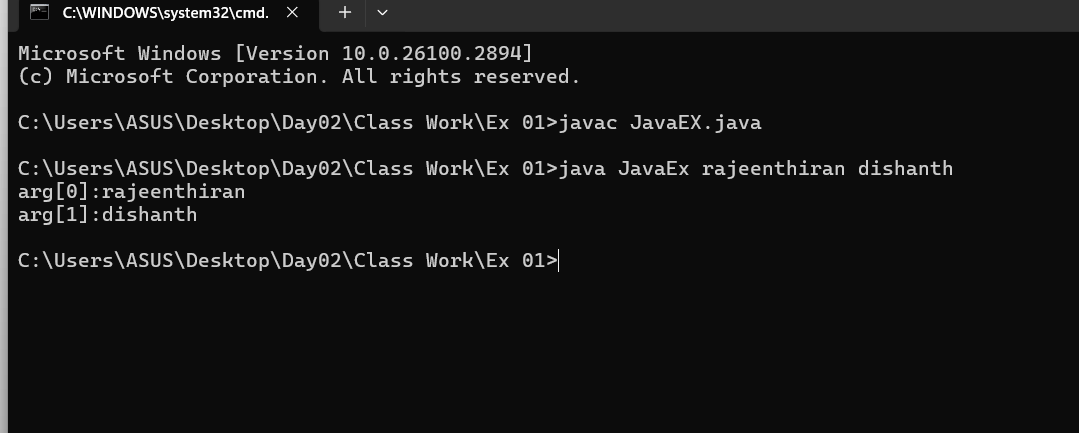 C:\WINDOWS\system32\cmd.
Microsoft Windows [Version 10.0.26100.2894]
(c) Microsoft Corporation. All rights reserved.
C:\Users\ASUS\Desktop\Day02\Class Work\Ex 01>javac JavaEX.java
C:\Users\ASUS\Desktop\Day02\Class Work\Ex 01>java JavaEx rajeenthiran dishanth
arg[0]:rajeenthiran
arg[1]:dishanth
C:\Users\ASUS\Desktop\Day02\Class Work\Ex 01>